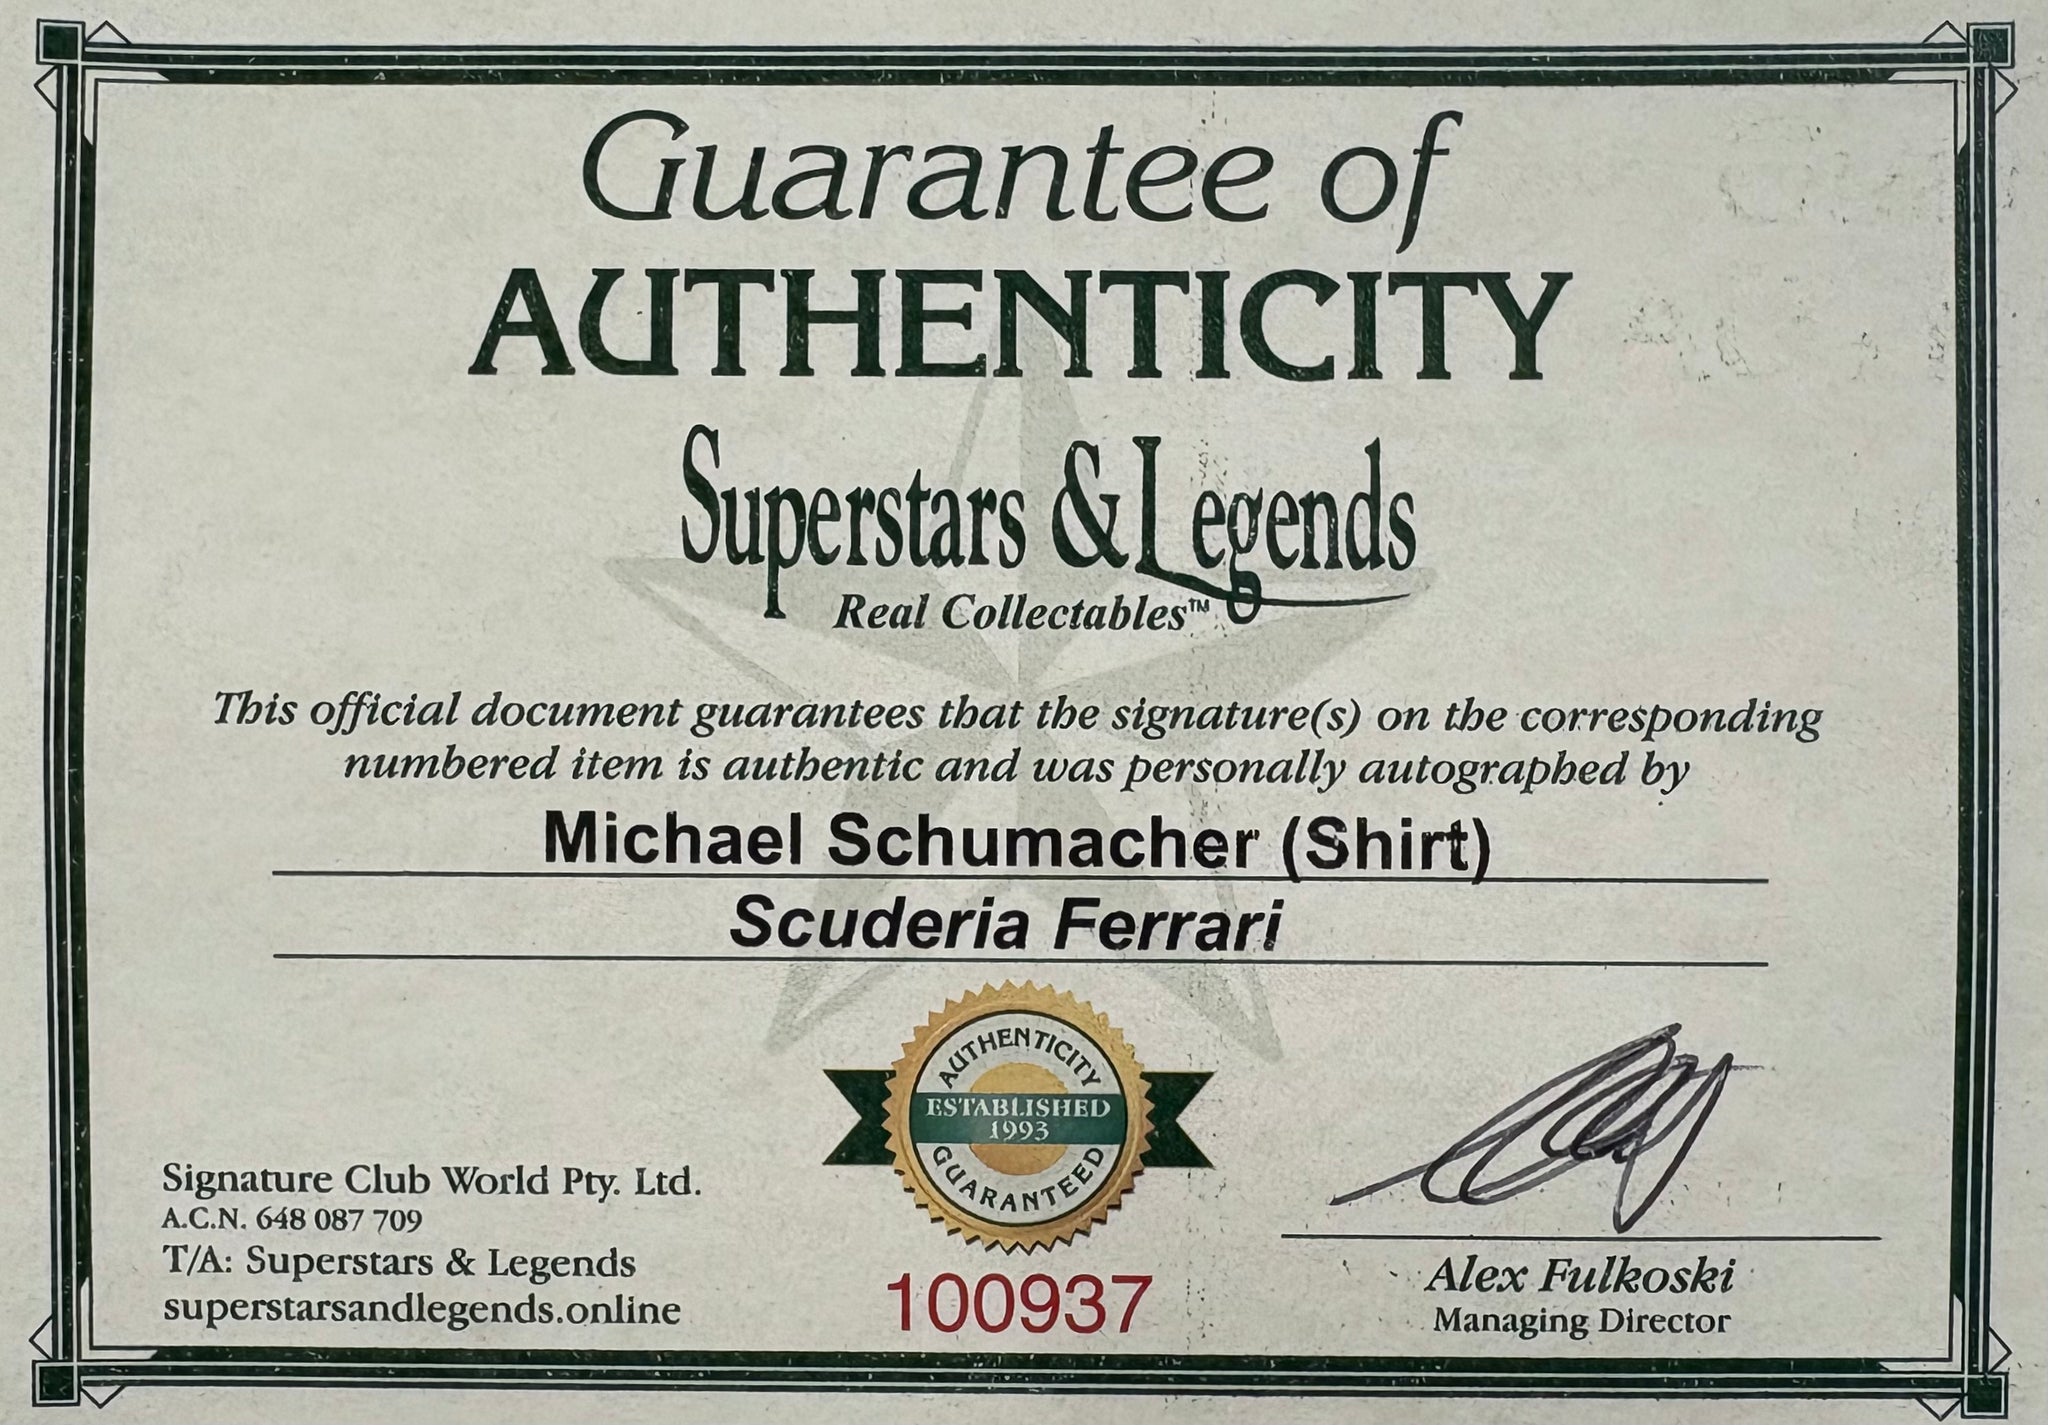 Guarantee of
AUTHENTICITY
Superstars & Legends
Real Collectables™
This official document guarantees that the signature(s) on the corresponding
numbered item is authentic and was personally autographed by
Michael Schumacher (Shirt)
Scuderia Ferrari
AUTHENTICITY
ESTABLISHED
1993
GUARANTEED
Signature Club World Pty. Ltd.
A.C.N. 648 087 709
T/A: Superstars & Legends
superstarsandlegends.online
100937
Alex Fulkoski
Managing Director